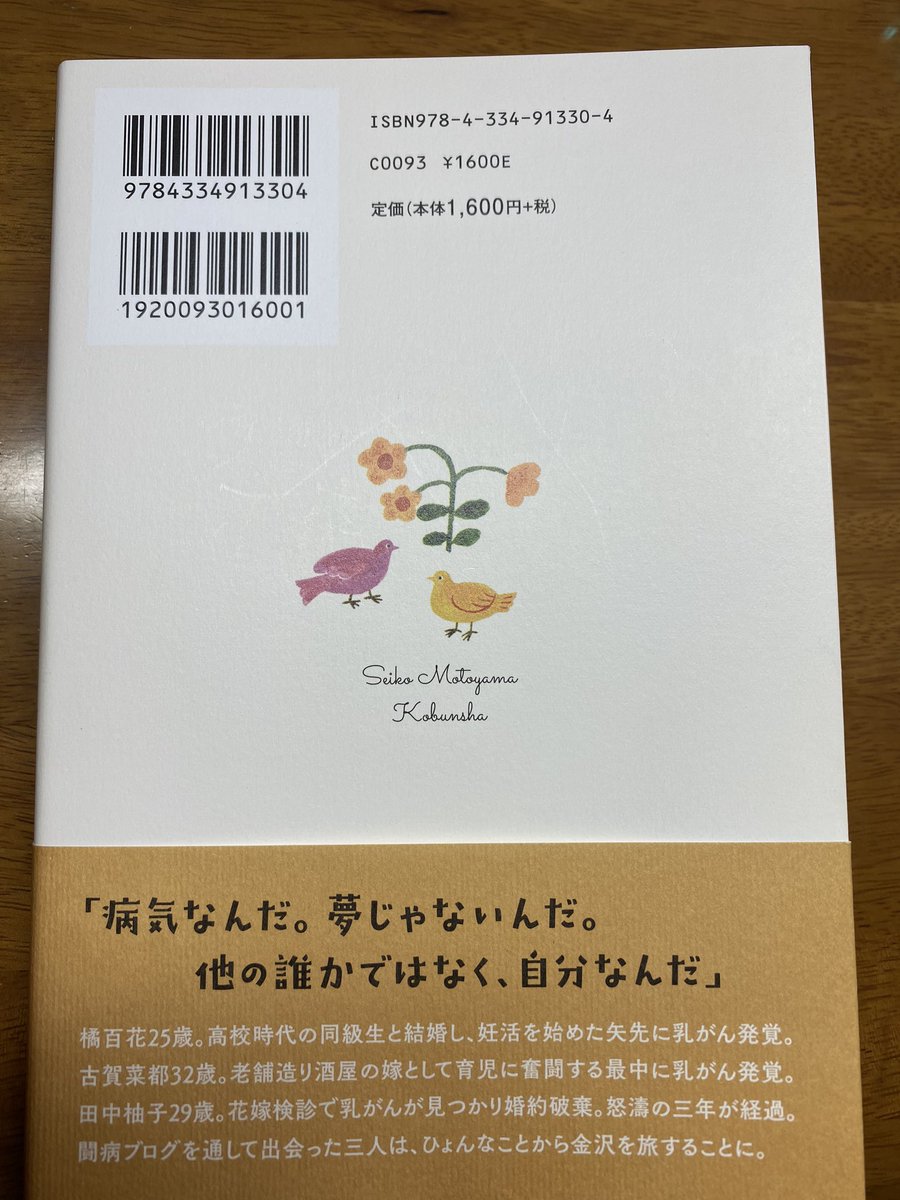 9784334913304
1920093016001
ISBN978-4-334-91330-4
C0093 ¥1600E
定価(本体1,600円+税)
Seiko Motoyama
Kobunsha
「病気なんだ。夢じゃないんだ。
他の誰かではなく、自分なんだ」
橘百花25歳。高校時代の同級生と結婚し、妊活を始めた矢先に乳がん発覚。
古賀菜都32歳。老舗造り酒屋の嫁として育児に奮闘する最中に乳がん発覚。
田中柚子29歳。花嫁検診で乳がんが見つかり婚約破棄。怒濤の三年が経過。
闘病ブログを通して出会った三人は、ひょんなことから金沢を旅することに。